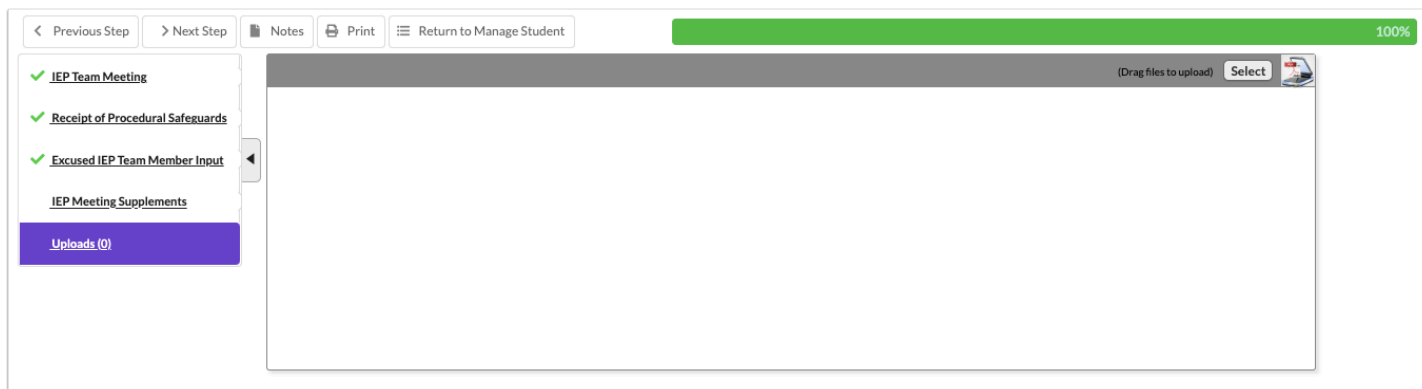 Previous Step Next Step Notes Print Return to Manage Student 100%
IEP Team Meeting
(Drag files to upload) Select
Receipt of Procedural Safeguards
Excused IEP Team Member Input
IEP Meeting Supplements
Uploads (0)